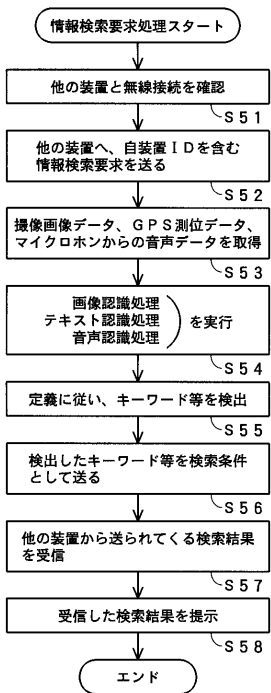 情報検索要求処理スタート
他の装置と無線接続を確認
S51
他の装置へ、自装置IDを含む
情報検索要求を送る
S52
撮像画像データ、GPS測位データ、
マイクロホンからの音声データを取得
S53
画像認識処理
テキスト認識処理 を実行
音声認識処理
S54
定義に従い、キーワード等を検出
S55
検出したキーワード等を検索条件
として送る
S56
他の装置から送られてくる検索結果
を受信
S57
受信した検索結果を提示
S58
エンド